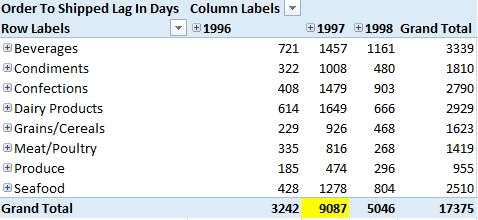 Order To Shipped Lag In Days Column Labels
Row Labels 1996 1997 1998 Grand Total
Beverages 721 1457 1161 3339
Condiments 322 1008 480 1810
Confections 408 1479 903 2790
Dairy Products 614 1649 666 2929
Grains/Cereals 229 926 468 1623
Meat/Poultry 335 816 268 1419
Produce 185 474 296 955
Seafood 428 1278 804 2510
Grand Total 3242 9087 5046 17375